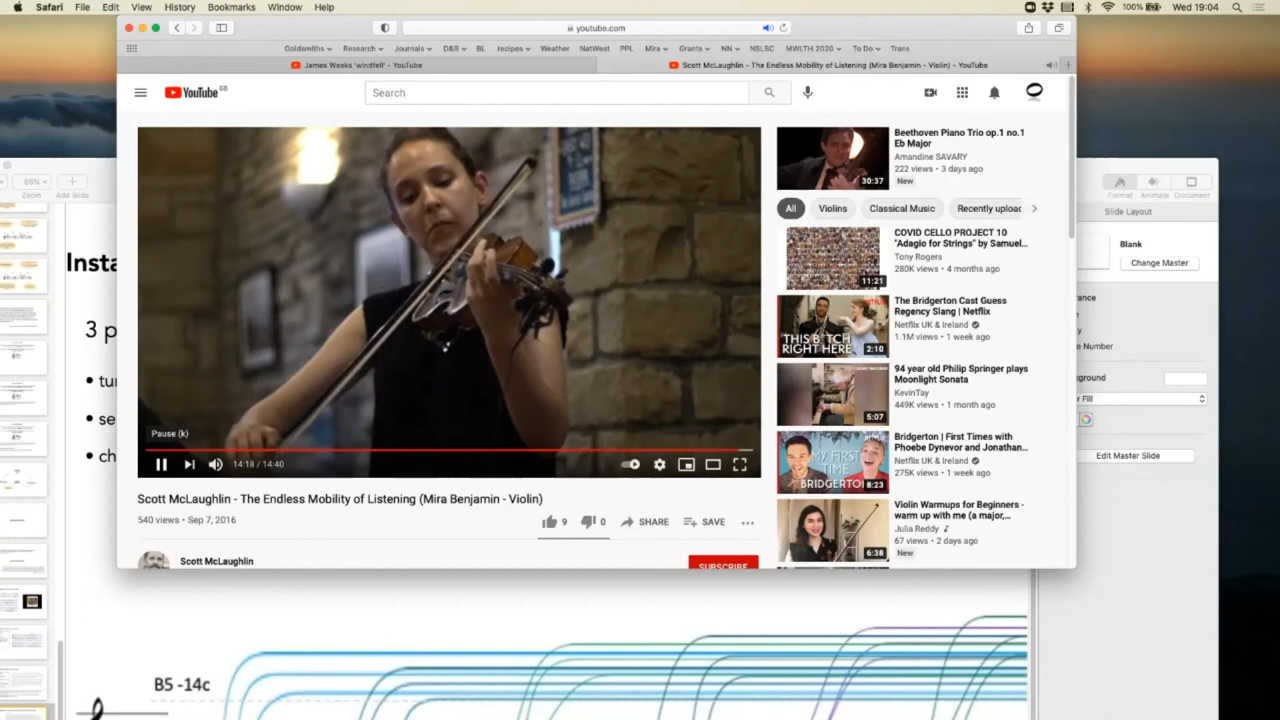 Safari File Edit View History Bookmarks Window Help 100% Wed 19:04
youtube.com
Goldsmiths Research Journals D&R BL recipes Weather NatWest PPL Mira Grants NN NSLSC MWLTH 2020 To Do Trans
James Weeks 'windfell' - YouTube
Scott McLaughlin - The Endless Mobility of Listening (Mira Benjamin - Violin) - YouTube
YouTube GB
Search
Pause (k)
14:18 / 14:40
Scott McLaughlin - The Endless Mobility of Listening (Mira Benjamin - Violin)
540 views • Sep 7, 2016
9 0 SHARE SAVE
Scott McLaughlin
SUBSCRIBE
Beethoven Piano Trio op.1 no.1
Eb Major
Amandine SAVARY
222 views • 3 days ago
New
30:37
All Violins Classical Music Recently uploac
COVID CELLO PROJECT 10
"Adagio for Strings" by Samuel...
Tony Rogers
280K views • 4 months ago
11:21
The Bridgerton Cast Guess
Regency Slang | Netflix
Netflix UK & Ireland
1.1M views • 1 week ago
THIS B*TCH
RIGHT HERE
2:10
94 year old Philip Springer plays
Moonlight Sonata
KevinTay
449K views • 1 month ago
5:07
Bridgerton | First Times with
Phoebe Dynevor and Jonathan...
Netflix UK & Ireland
275K views • 1 week ago
MY FIRST
TIME
BRIDGERTO
8:23
Violin Warmups for Beginners -
warm up with me (a major,...
Julia Reddy
67 views • 2 days ago
New
6:38
86%
Zoom Add Slide
Insta
3 p
• tu
• se
• ch
B5 -14c
Format Animate Document
Slide Layout
Blank
Change Master
rance
e Number
kground
r Fill
Edit Master Slide